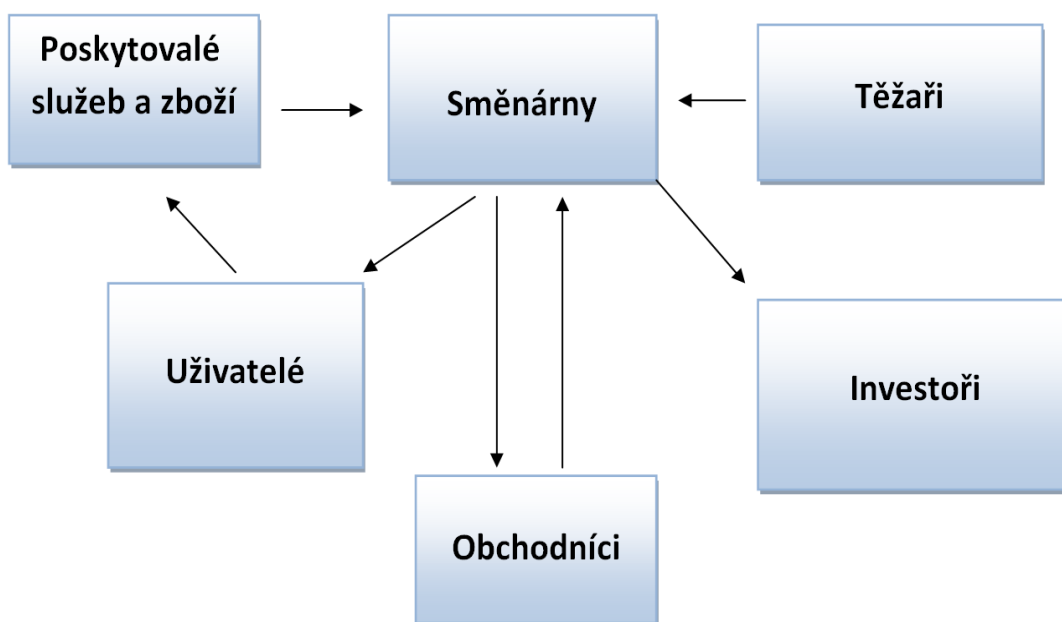 Poskytovalé
služeb a zboží
Směnárny
Těžaři
Uživatelé
Investoři
Obchodníci